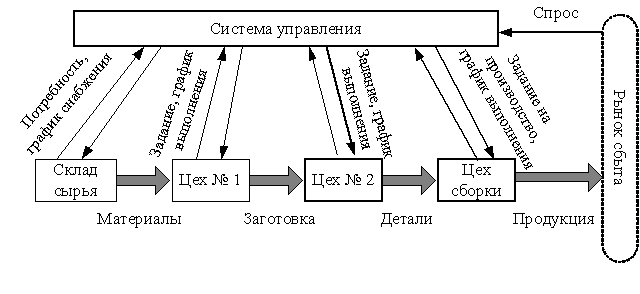 Спрос
Система управления
Потребность,
график снабжения
Задание, график
выполнения
Задание, график
выполнения
Задание на
производство,
график выполнения
Рынок сбыта
Склад
сырья
Цех № 1
Цех № 2
Цех
сборки
Материалы
Заготовка
Детали
Продукция